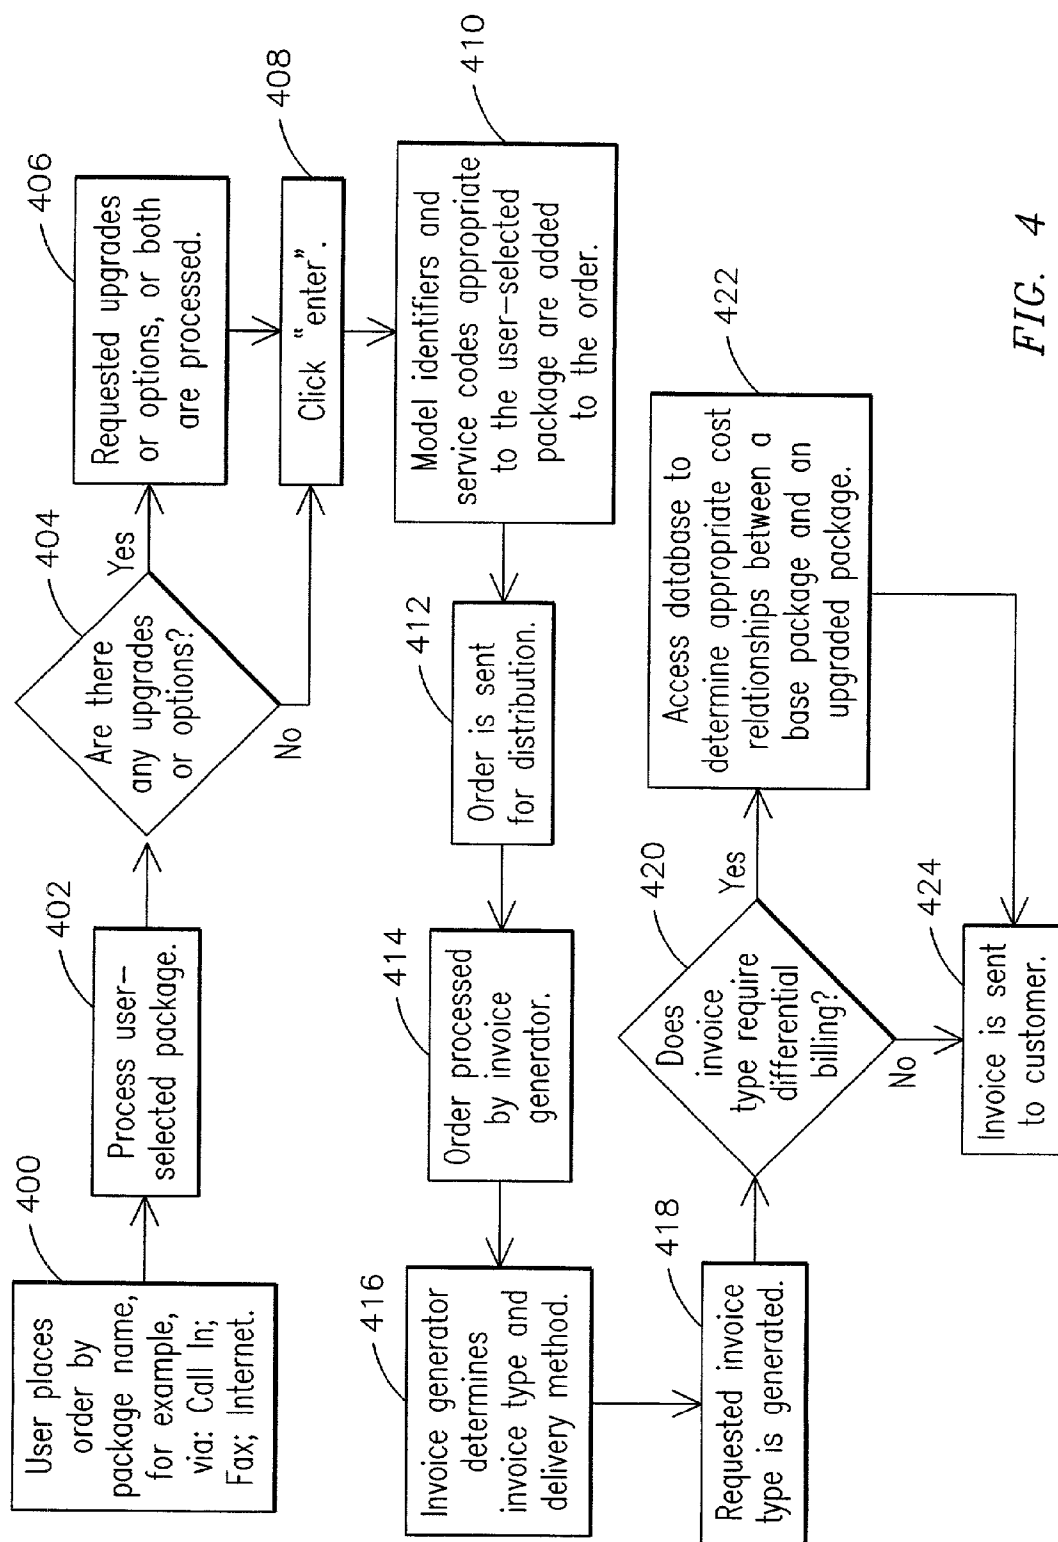 400
User places
order by
package name,
for example,
via: Call In;
Fax; Internet.
402
Process user–
selected package.
404
Are there
any upgrades
or options?
Yes
No
406
Requested upgrades
or options, or both
are processed.
408
Click “enter”.
410
Model identifiers and
service codes appropriate
to the user–selected
package are added
to the order.
412
Order is sent
for distribution.
414
Order processed
by invoice
generator.
416
Invoice generator
determines
invoice type and
delivery method.
418
Requested invoice
type is generated.
420
Does
invoice
type require
differential
billing?
Yes
No
422
Access database to
determine appropriate cost
relationships between a
base package and an
upgraded package.
424
Invoice is sent
to customer.
FIG. 4